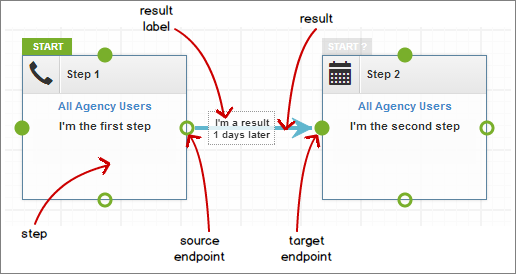 result
label
result
START
START ?
Step 1
Step 2
All Agency Users
I'm the first step
I'm a result
days later
All Agency Users
I'm the second step
step
source
endpoint
target
endpoint